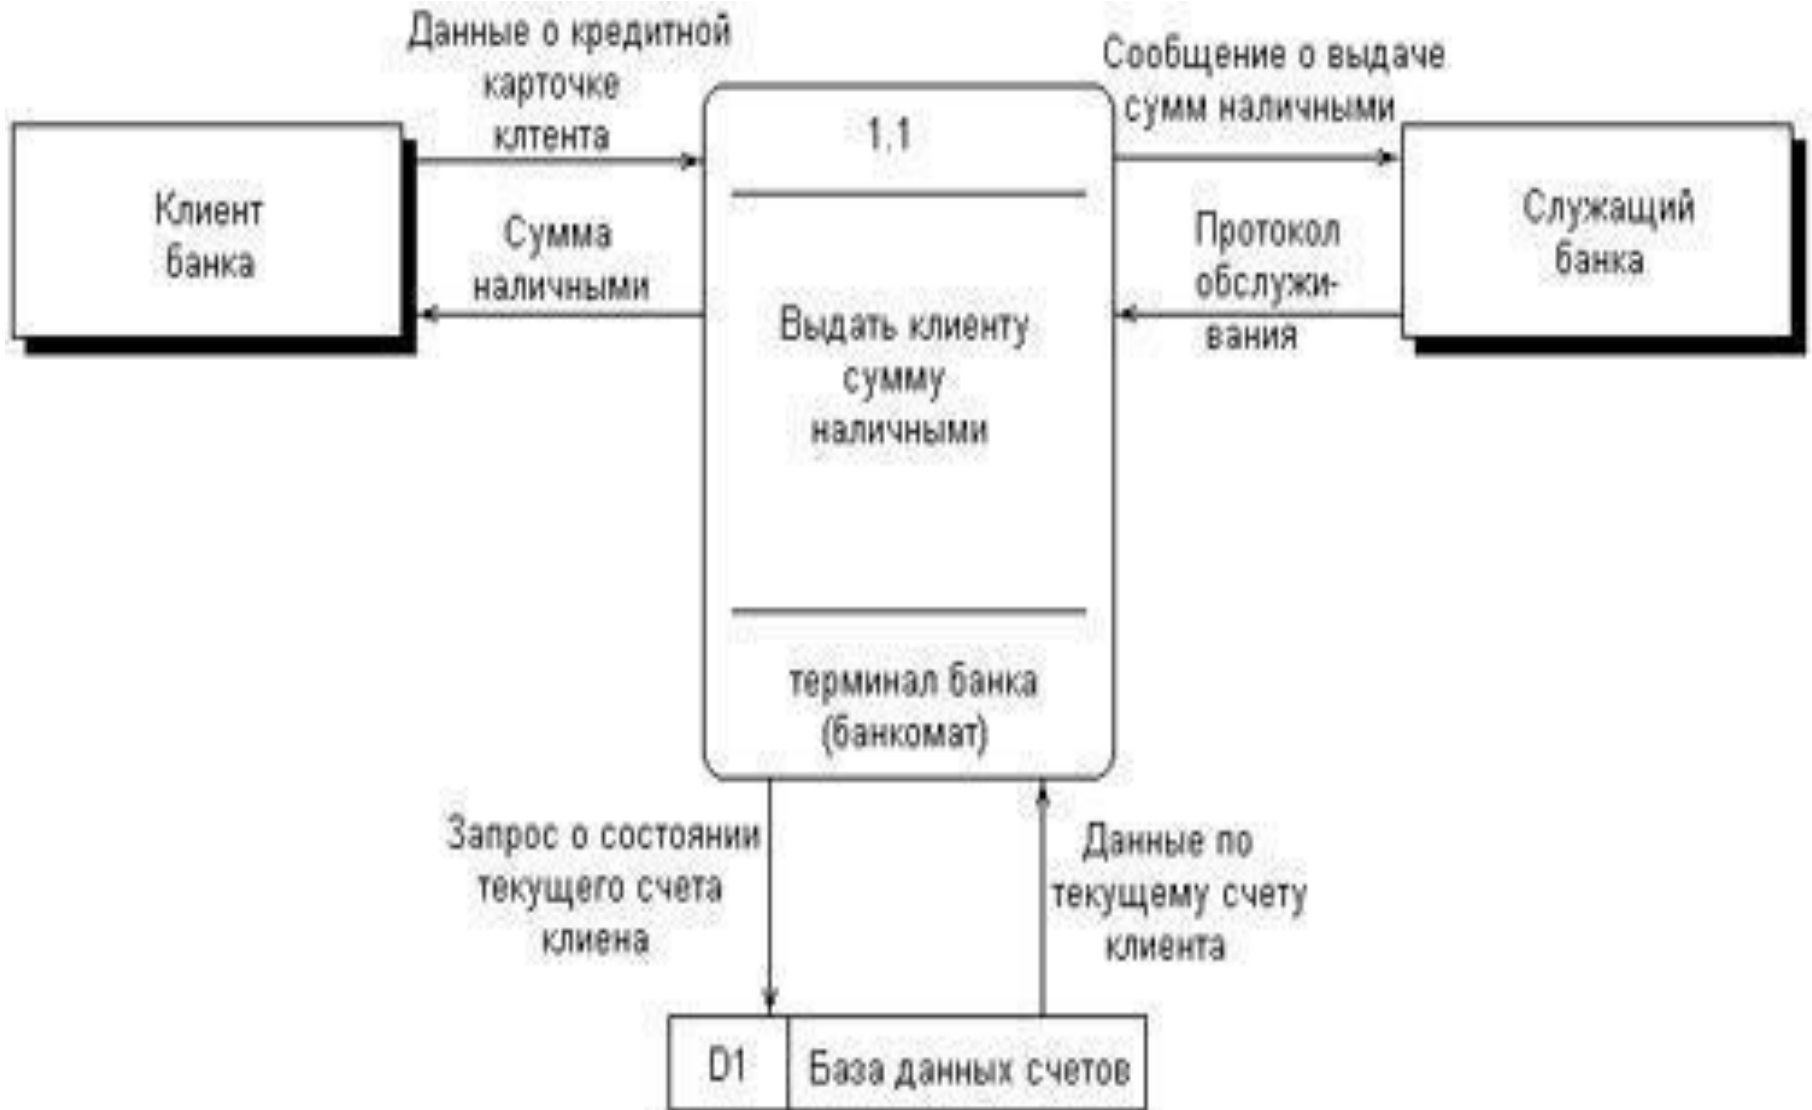 Данные о кредитной
карточке
клтента
Сообщение о выдаче
сумм наличными
1.1
Клиент
банка
Сумма
наличными
Протокол
обслужи-
вания
Служащий
банка
Выдать клиенту
сумму
наличными
терминал банка
(банкомат)
Запрос о состоянии
текущего счета
клиена
Данные по
текущему счету
клиента
D1
База данных счетов